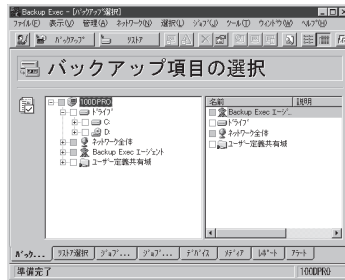 Backup Exec - [ﾊﾞｯｸｱｯﾌﾟ選択]
ﾌｧｲﾙ(F) 表示(V) 管理(A) ﾈｯﾄﾜｰｸ(N) 選択(L) ｼﾞｮﾌﾞ(J) ﾂｰﾙ(T) ｳｨﾝﾄﾞｳ(W) ﾍﾙﾌﾟ(H)
ﾊﾞｯｸｱｯﾌﾟ ﾘｽﾄｱ
バックアップ項目の選択
100DPRO
ﾄﾞﾗｲﾌﾞ
C:
D:
ﾈｯﾄﾜｰｸ全体
Backup Exec ｴｰｼﾞｪﾝﾄ
ﾕｰｻﾞｰ定義共有域
名前 説明
Backup Exec ｴｰｼﾞ...
ﾄﾞﾗｲﾌﾞ
ﾈｯﾄﾜｰｸ全体
ﾕｰｻﾞｰ定義共有域
ﾊﾞｯｸ... ﾘｽﾄｱ選択 ｼﾞｮﾌﾞ... ｼﾞｮﾌﾞ... ﾃﾞﾊﾞｲｽ ﾒﾃﾞｨｱ ﾚﾎﾟｰﾄ ｱﾗｰﾄ
準備完了 100DPRO